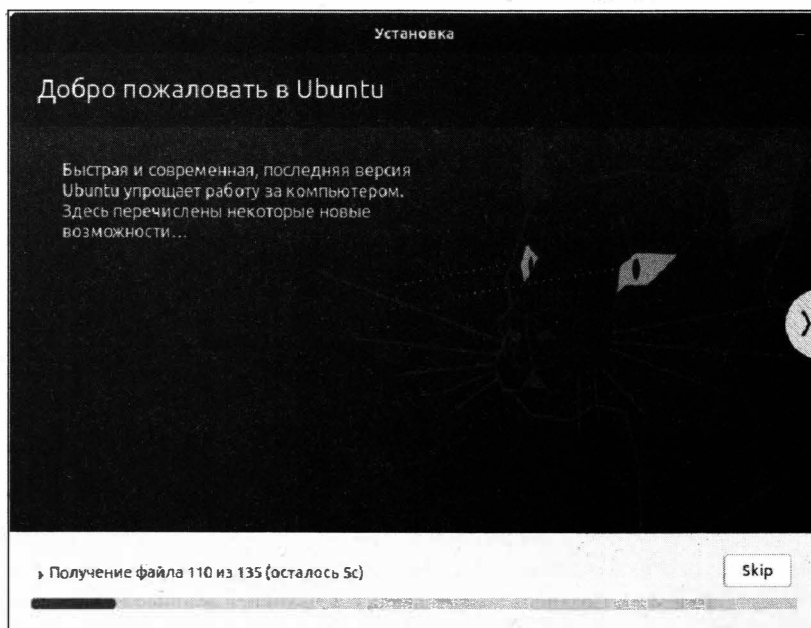 Установка
Добро пожаловать в Ubuntu
Быстрая и современная, последняя версия
Ubuntu упрощает работу за компьютером.
Здесь перечислены некоторые новые
возможности...
› Получение файла 110 из 135 (осталось 5с)
Skip